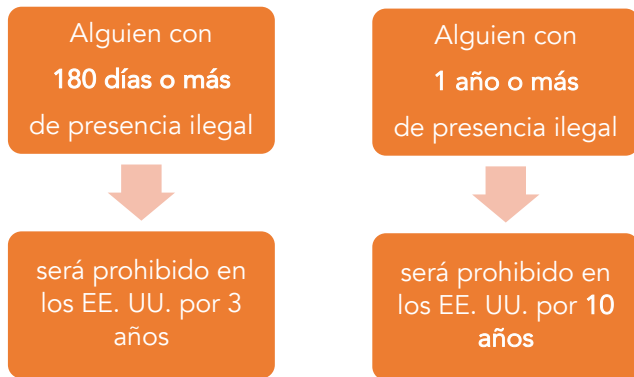 Alguien con
180 días o más
de presencia ilegal
será prohibido en
los EE. UU. por 3
años
Alguien con
1 año o más
de presencia ilegal
será prohibido en
los EE. UU. por 10
años